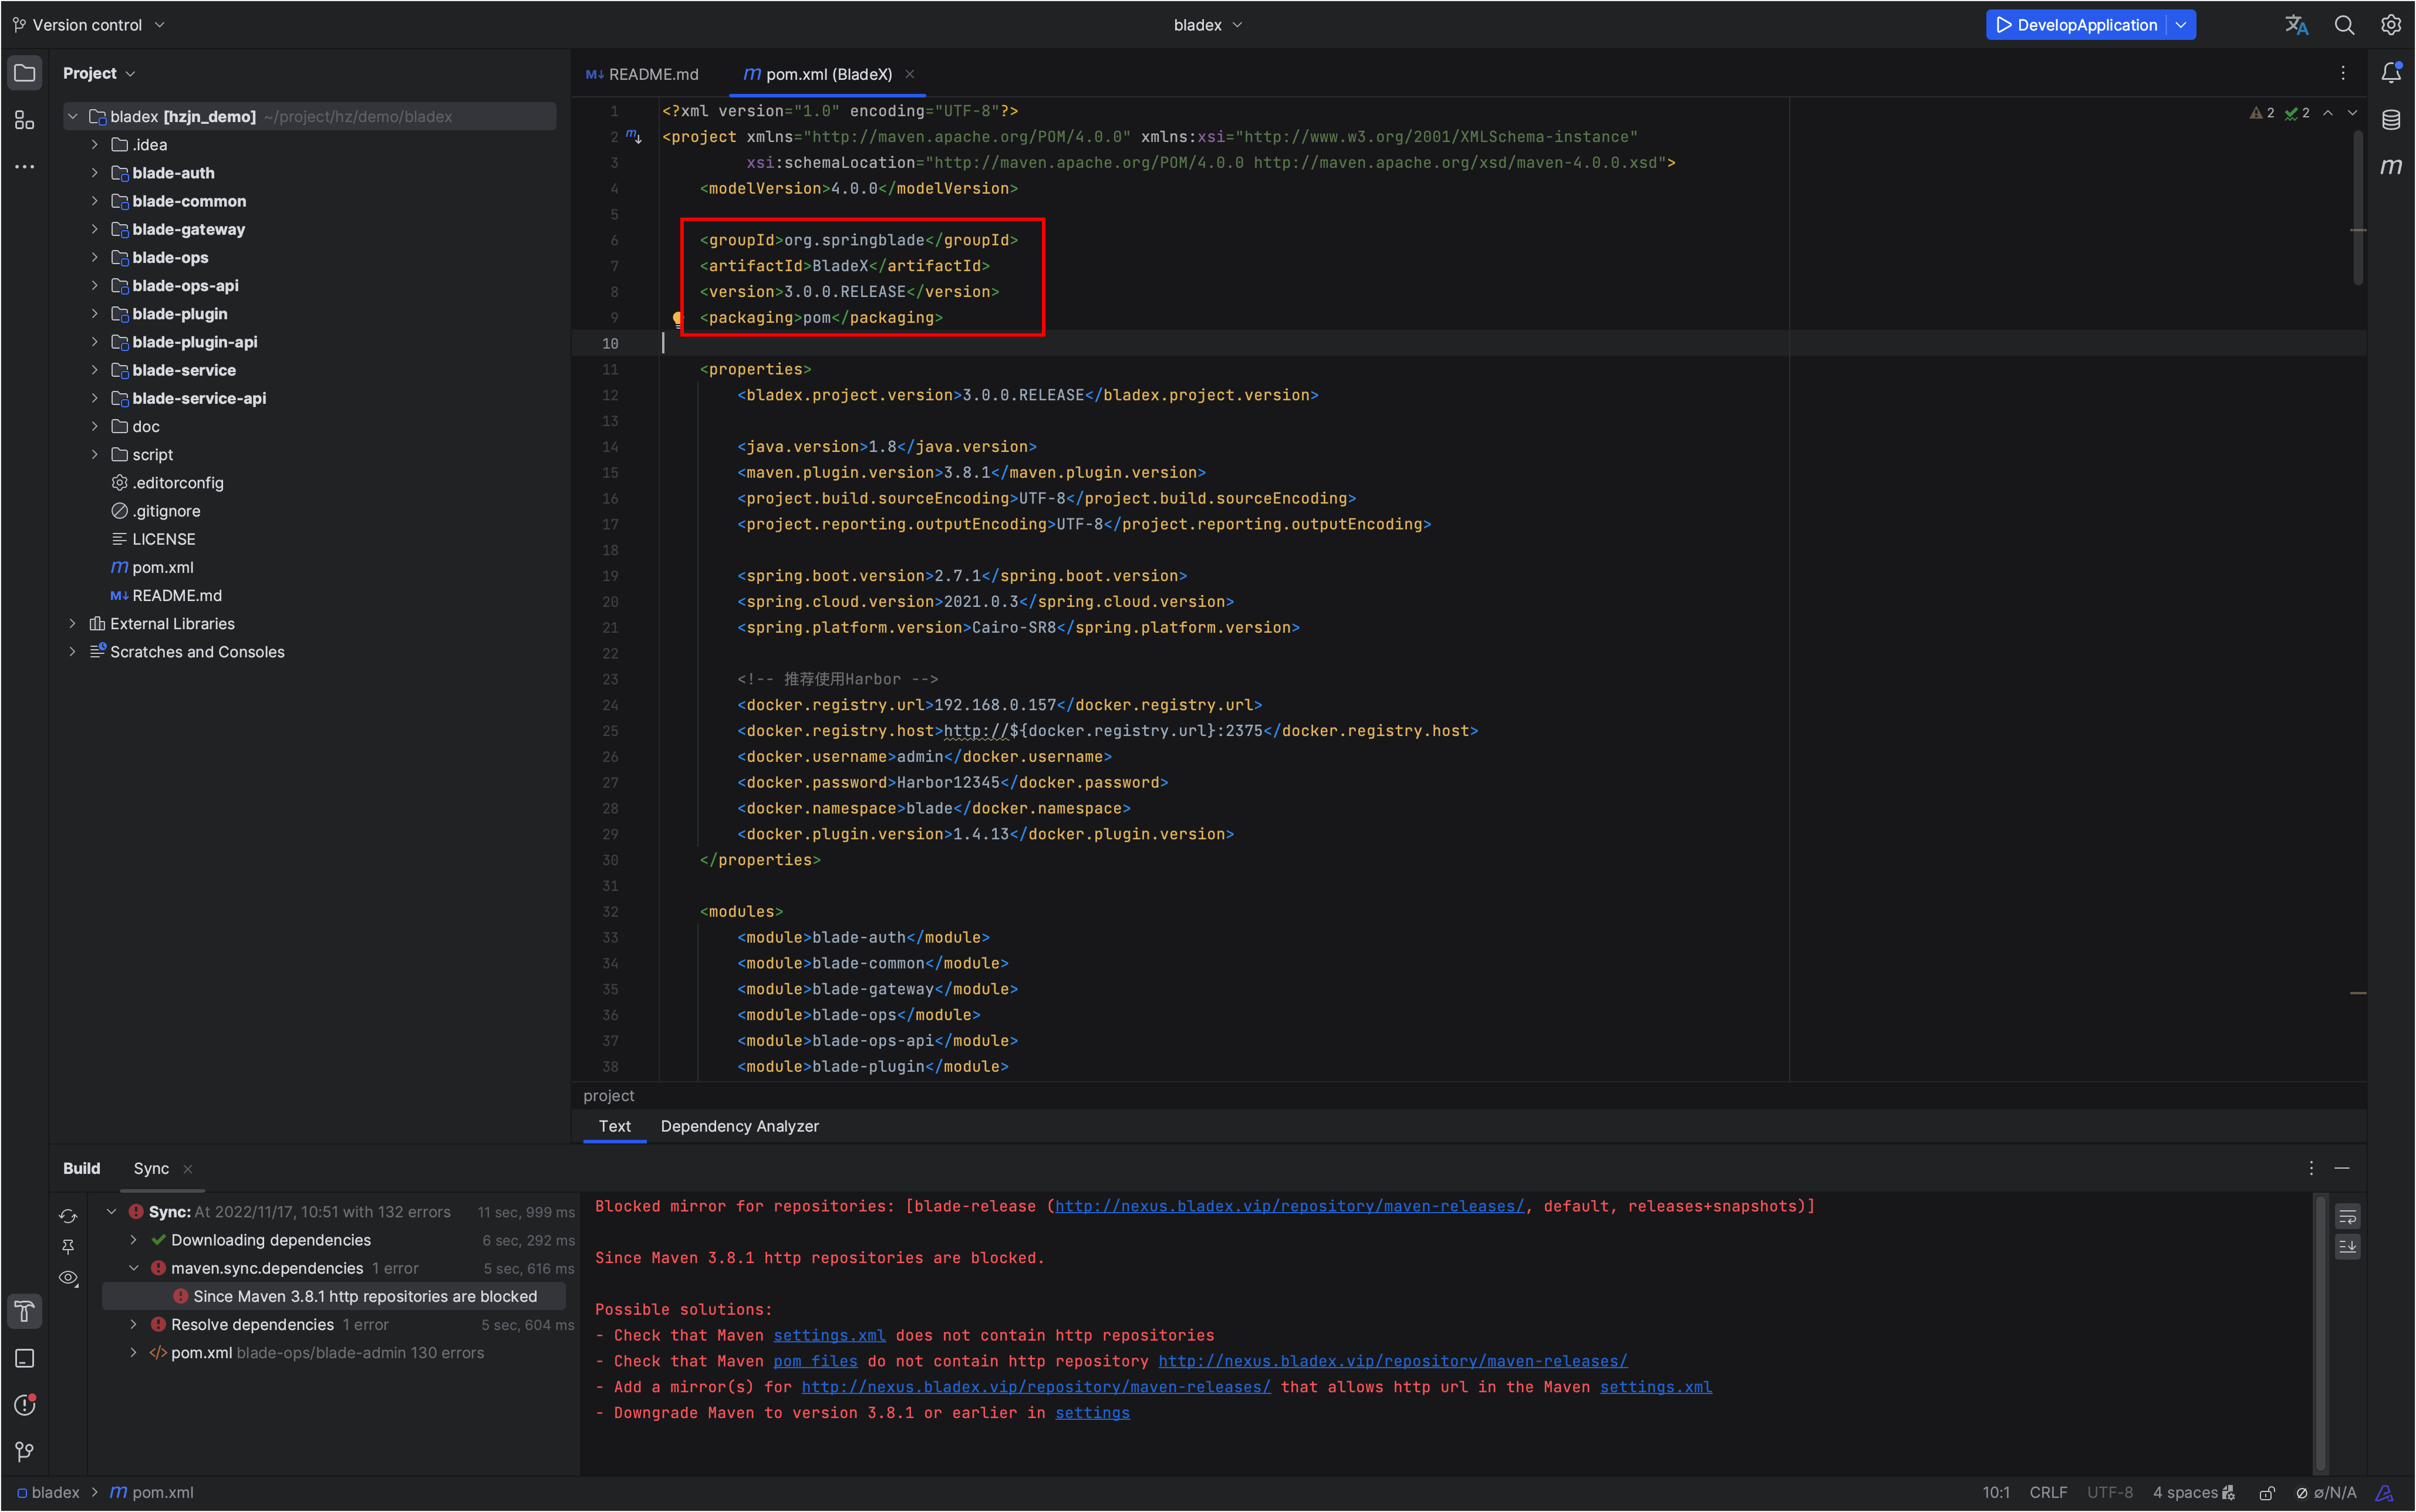 Version control
bladex
DevelopApplication
Project
README.md
pom.xml (BladeX)
bladex [hzjn_demo] ~/project/hz/demo/bladex
.idea
blade-auth
blade-common
blade-gateway
blade-ops
blade-ops-api
blade-plugin
blade-plugin-api
blade-service
blade-service-api
doc
script
.editorconfig
.gitignore
LICENSE
pom.xml
README.md
External Libraries
Scratches and Consoles
2 2
1 <?xml version="1.0" encoding="UTF-8"?>
2 <project xmlns="http://maven.apache.org/POM/4.0.0" xmlns:xsi="http://www.w3.org/2001/XMLSchema-instance"
3 xsi:schemaLocation="http://maven.apache.org/POM/4.0.0 http://maven.apache.org/xsd/maven-4.0.0.xsd">
4 <modelVersion>4.0.0</modelVersion>
5
6 <groupId>org.springblade</groupId>
7 <artifactId>BladeX</artifactId>
8 <version>3.0.0.RELEASE</version>
9 <packaging>pom</packaging>
10
11 <properties>
12 <bladex.project.version>3.0.0.RELEASE</bladex.project.version>
13
14 <java.version>1.8</java.version>
15 <maven.plugin.version>3.8.1</maven.plugin.version>
16 <project.build.sourceEncoding>UTF-8</project.build.sourceEncoding>
17 <project.reporting.outputEncoding>UTF-8</project.reporting.outputEncoding>
18
19 <spring.boot.version>2.7.1</spring.boot.version>
20 <spring.cloud.version>2021.0.3</spring.cloud.version>
21 <spring.platform.version>Cairo-SR8</spring.platform.version>
22
23 <!-- 推荐使用Harbor -->
24 <docker.registry.url>192.168.0.157</docker.registry.url>
25 <docker.registry.host>http://${docker.registry.url}:2375</docker.registry.host>
26 <docker.username>admin</docker.username>
27 <docker.password>Harbor12345</docker.password>
28 <docker.namespace>blade</docker.namespace>
29 <docker.plugin.version>1.4.13</docker.plugin.version>
30 </properties>
31
32 <modules>
33 <module>blade-auth</module>
34 <module>blade-common</module>
35 <module>blade-gateway</module>
36 <module>blade-ops</module>
37 <module>blade-ops-api</module>
38 <module>blade-plugin</module>
project
Text Dependency Analyzer
Build Sync
Sync: At 2022/11/17, 10:51 with 132 errors 11 sec, 999 ms
Downloading dependencies 6 sec, 292 ms
maven.sync.dependencies 1 error 5 sec, 616 ms
Since Maven 3.8.1 http repositories are blocked
Resolve dependencies 1 error 5 sec, 604 ms
pom.xml blade-ops/blade-admin 130 errors
Blocked mirror for repositories: [blade-release (http://nexus.bladex.vip/repository/maven-releases/, default, releases+snapshots)]
Since Maven 3.8.1 http repositories are blocked.
Possible solutions:
- Check that Maven settings.xml does not contain http repositories
- Check that Maven pom files do not contain http repository http://nexus.bladex.vip/repository/maven-releases/
- Add a mirror(s) for http://nexus.bladex.vip/repository/maven-releases/ that allows http url in the Maven settings.xml
- Downgrade Maven to version 3.8.1 or earlier in settings
bladex > pom.xml
10:1 CRLF UTF-8 4 spaces ⌀/N/A